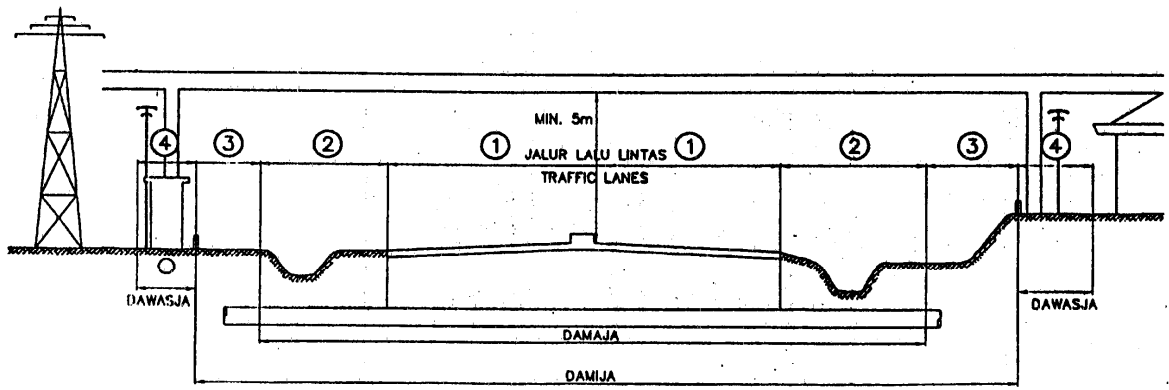 MIN. 5m
④ ③ ② ① JALUR LALU LINTAS ① ② ③ ④
TRAFFIC LANES
DAWASJA DAWASJA
DAMAJA
DAMIJA